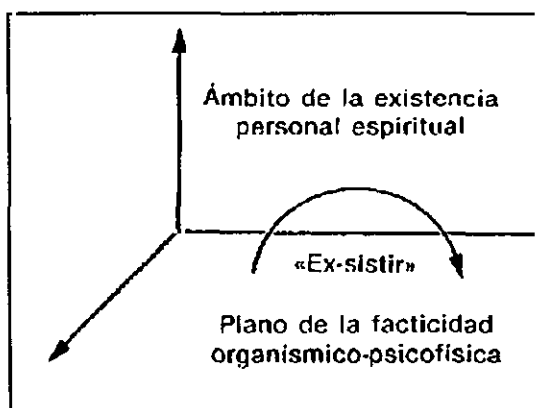 Ámbito de la existencia
personal espiritual
«Ex-sistir»
Plano de la facticidad
organísmico-psicofísica